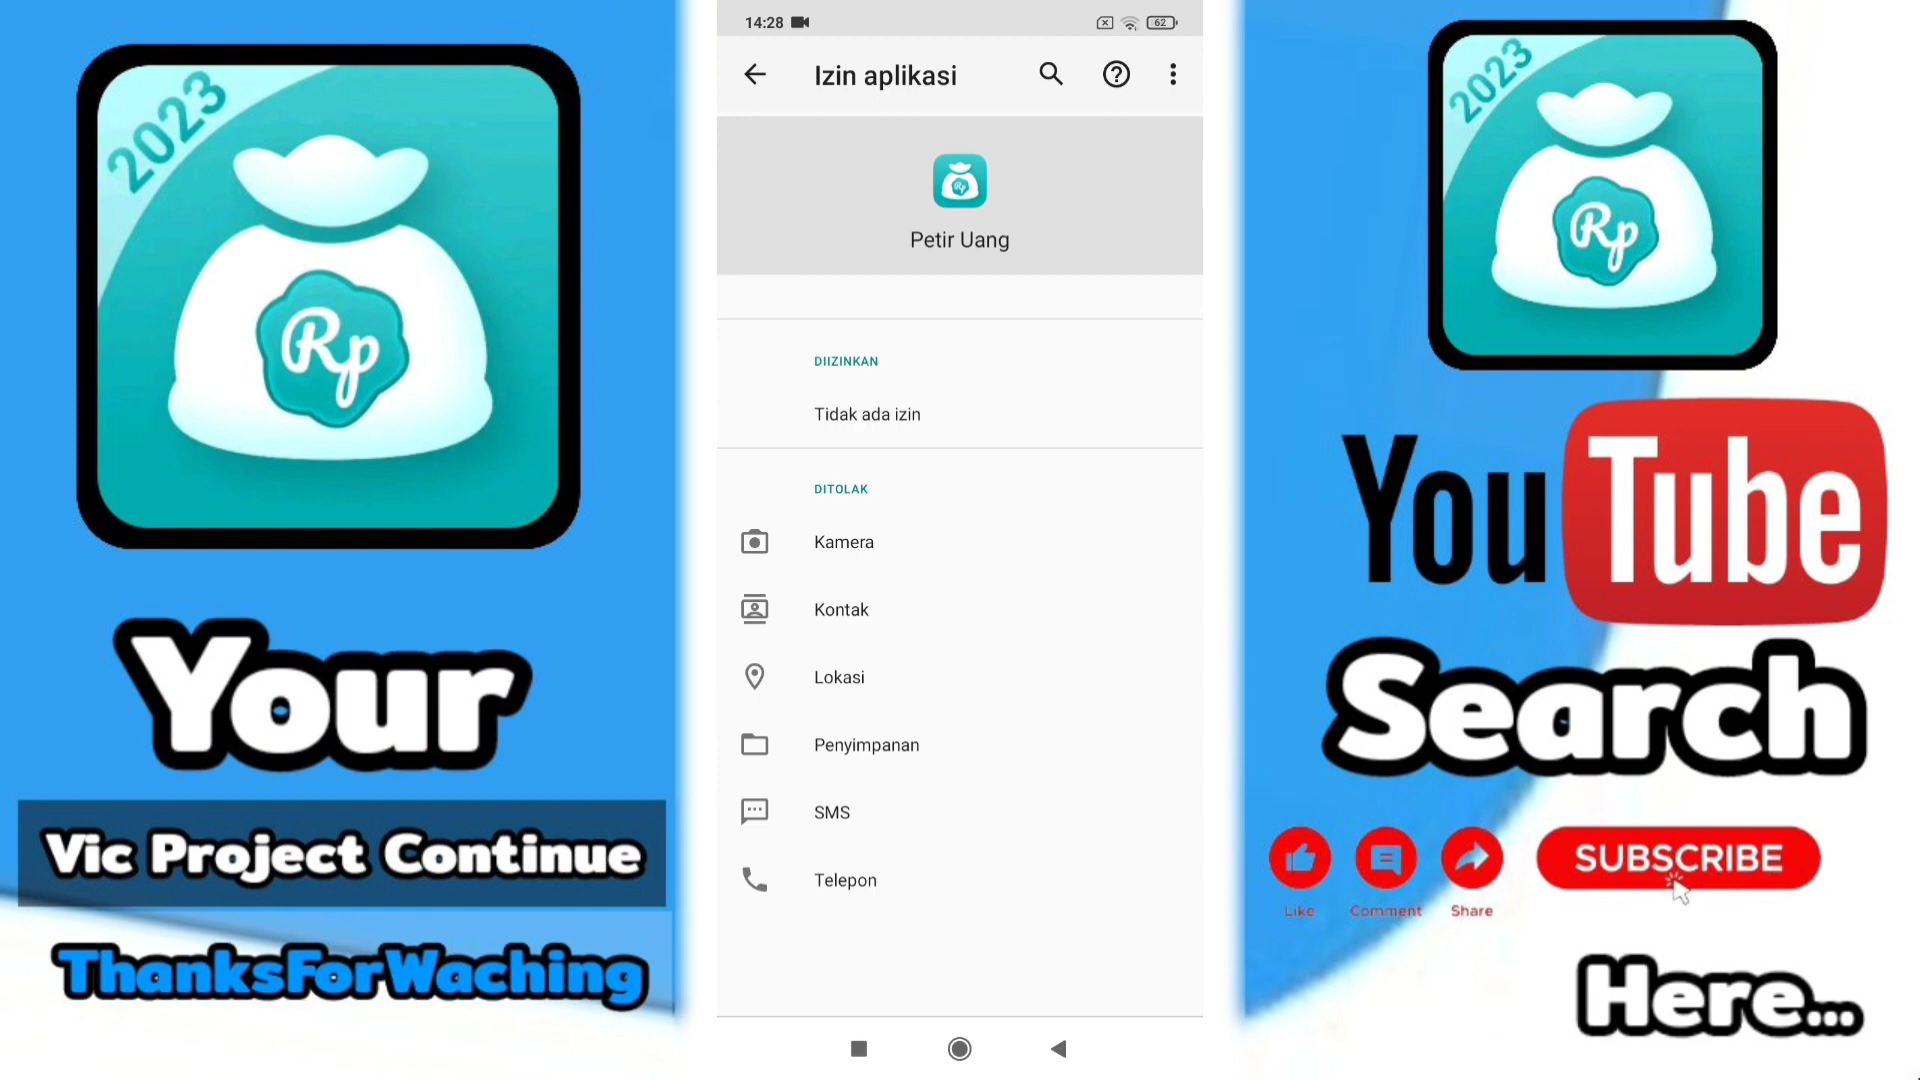 2023
Rp
Your
Vic Project Continue
ThanksForWaching
14:28
62
Izin aplikasi
Rp
Petir Uang
DIIZINKAN
Tidak ada izin
DITOLAK
Kamera
Kontak
Lokasi
Penyimpanan
SMS
Telepon
2023
Rp
YouTube
Search
Like
Comment
Share
SUBSCRIBE
Here...